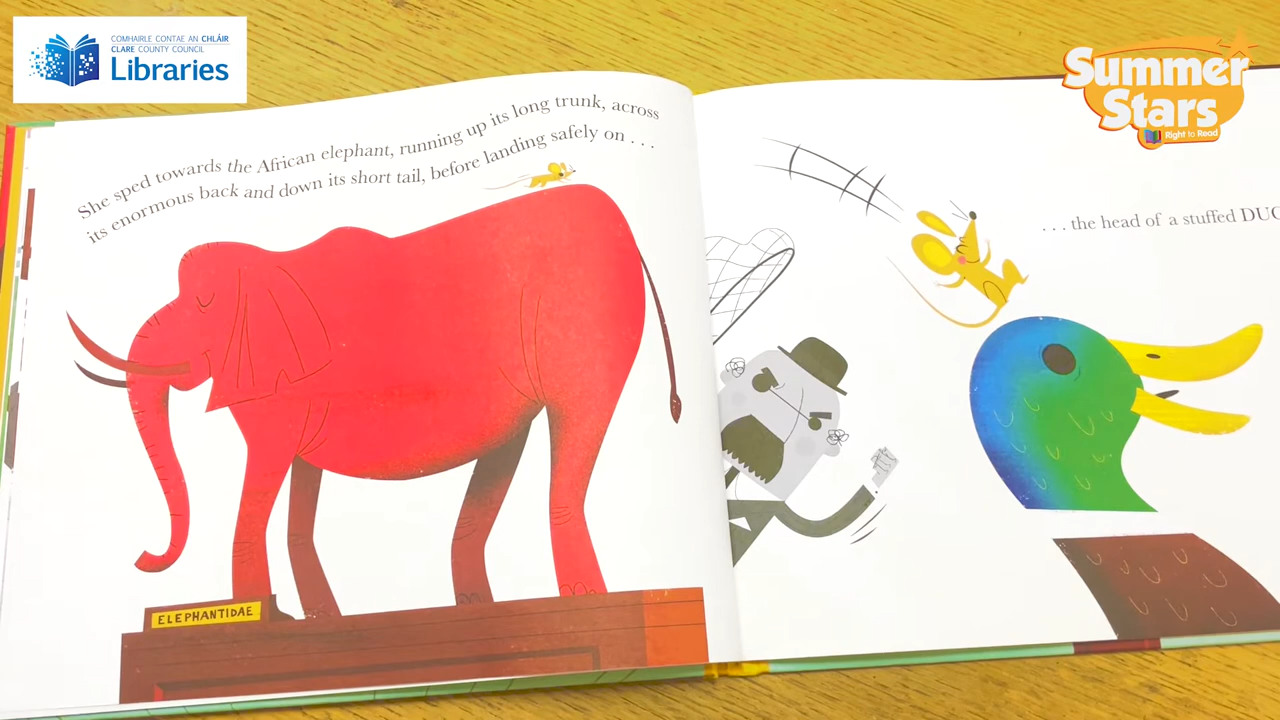 COMHAIRLE CONTAE AN CHLÁIR
CLARE COUNTY COUNCIL
Libraries
Summer
Stars
Right to Read
She sped towards the African elephant, running up its long trunk, across
its enormous back and down its short tail, before landing safely on . . .
. . . the head of a stuffed
ELEPHANTIDAE